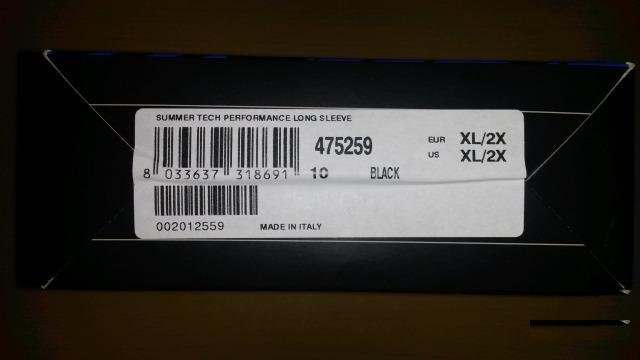 SUMMER TECH PERFORMANCE LONG SLEEVE
475259
EUR XL/2X
US XL/2X
8 033637 318691 10 BLACK
002012559 MADE IN ITALY